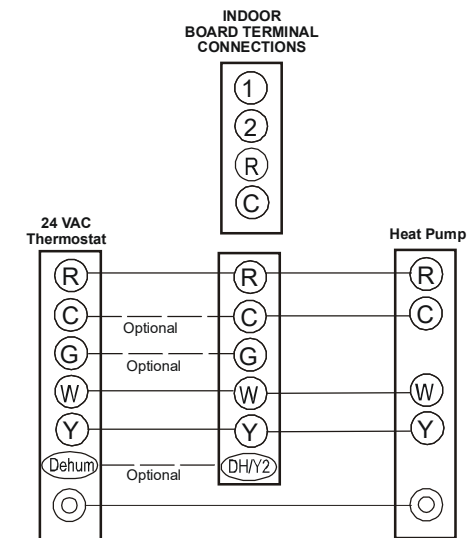 INDOOR
BOARD TERMINAL
CONNECTIONS
1
2
R
C
24 VAC
Thermostat
Heat Pump
R
R
R
C
Optional
C
C
G
Optional
G
W
W
W
Y
Y
Y
Dehum
Optional
DH/Y2
O
O